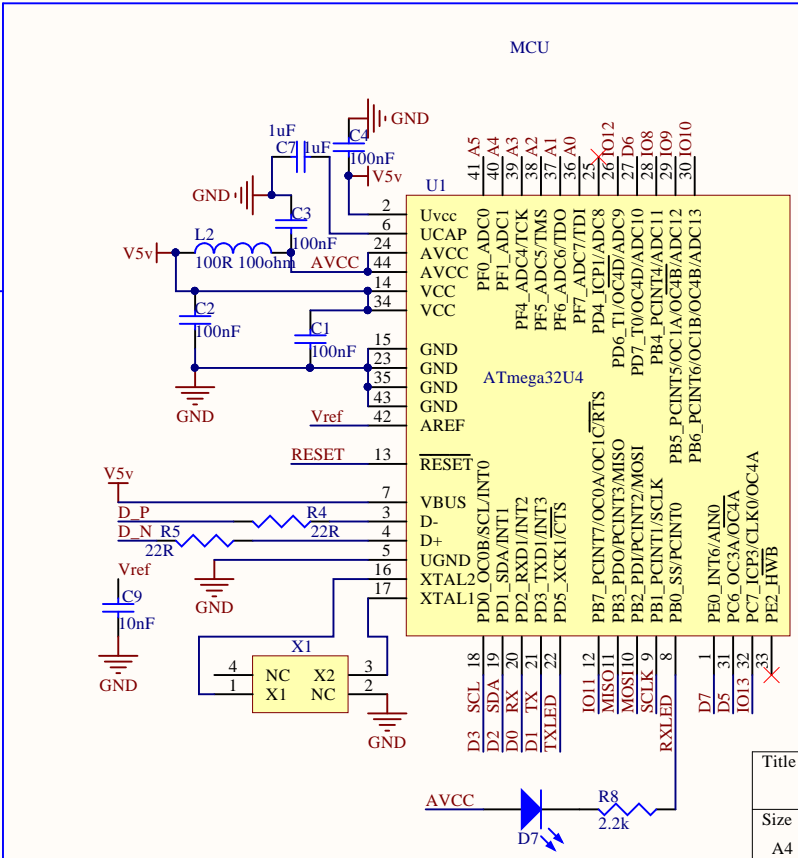 MCU
GND
1uF
C7
1uF
C4
100nF
V5v
GND
C3
100nF
V5v
L2
100R 100ohm
AVCC
C2
100nF
C1
100nF
GND
Vref
RESET
V5v
D_P
R4
22R
D_N
R5
22R
GND
Vref
C9
10nF
GND
X1
4 NC X2 3
1 X1 NC 2
GND
U1
ATmega32U4
2 Uvcc
6 UCAP
24 AVCC
44 AVCC
14 VCC
34 VCC
15 GND
23 GND
35 GND
43 GND
42 AREF
13 RESET
7 VBUS
3 D-
4 D+
5 UGND
16 XTAL2
17 XTAL1
A5 41 PF0_ADC0
A4 40 PF1_ADC1
A3 39 PF4_ADC4/TCK
A2 38 PF5_ADC5/TMS
A1 37 PF6_ADC6/TDO
A0 36 PF7_ADC7/TDI
25 PD4_ICP1/ADC8
IO12 26 PD6_T1/OC4D/ADC9
D6 27 PD7_T0/OC4D/ADC10
IO8 28 PB4_PCINT4/ADC11
IO9 29 PB5_PCINT5/OC1A/OC4B/ADC12
IO10 30 PB6_PCINT6/OC1B/OC4B/ADC13
PD0_OC0B/SCL/INT0 18 SCL D3
PD1_SDA/INT1 19 SDA D2
PD2_RXD1/INT2 20 RX D0
PD3_TXD1/INT3 21 TX D1
PD5_XCK1/CTS 22 TXLED
PB7_PCINT7/OC0A/OC1C/RTS 12 IO11
PB3_PDO/PCINT3/MISO 11 MISO
PB2_PDI/PCINT2/MOSI 10 MOSI
PB1_PCINT1/SCLK 9 SCLK
PB0_SS/PCINT0 8 RXLED
PE0_INT6/AIN0 1 D7
PC6_OC3A/OC4A 31 D5
PC7_ICP3/CLK0/OC4A 32 IO13
PE2_HWB 33
AVCC
D7
R8
2.2k
Title
Size
A4